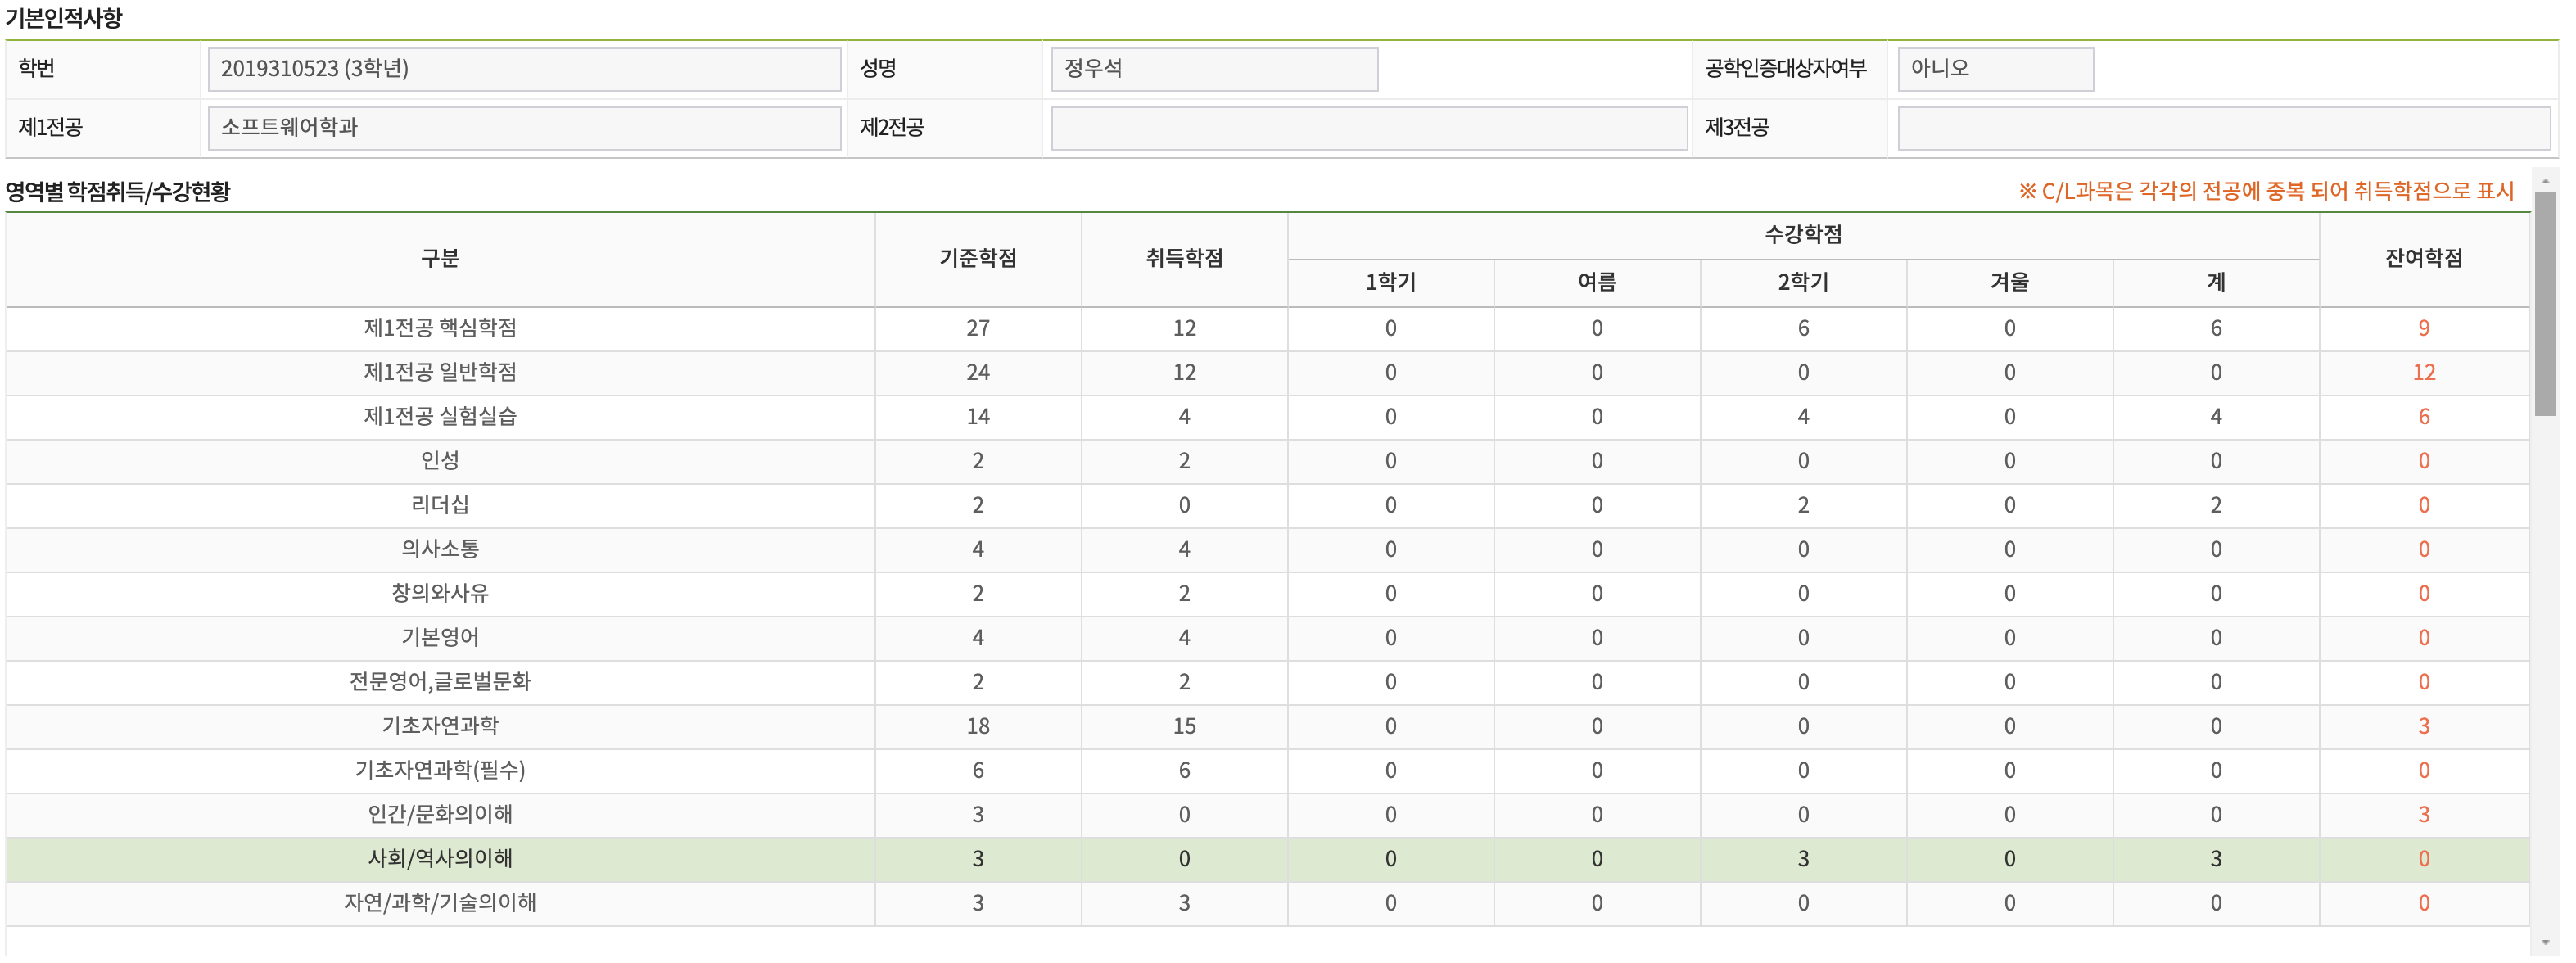 기본인적사항
학번 2019310523 (3학년) 성명 정우석 공학인증대상자여부 아니오
제1전공 소프트웨어학과 제2전공 제3전공
영역별 학점취득/수강현황 ※ C/L과목은 각각의 전공에 중복 되어 취득학점으로 표시
구분 기준학점 취득학점 수강학점 잔여학점
1학기 여름 2학기 겨울 계
제1전공 핵심학점 27 12 0 0 6 0 6 9
제1전공 일반학점 24 12 0 0 0 0 0 12
제1전공 실험실습 14 4 0 0 4 0 4 6
인성 2 2 0 0 0 0 0 0
리더십 2 0 0 0 2 0 2 0
의사소통 4 4 0 0 0 0 0 0
창의와사유 2 2 0 0 0 0 0 0
기본영어 4 4 0 0 0 0 0 0
전문영어,글로벌문화 2 2 0 0 0 0 0 0
기초자연과학 18 15 0 0 0 0 0 3
기초자연과학(필수) 6 6 0 0 0 0 0 0
인간/문화의이해 3 0 0 0 0 0 0 3
사회/역사의이해 3 0 0 0 3 0 3 0
자연/과학/기술의이해 3 3 0 0 0 0 0 0